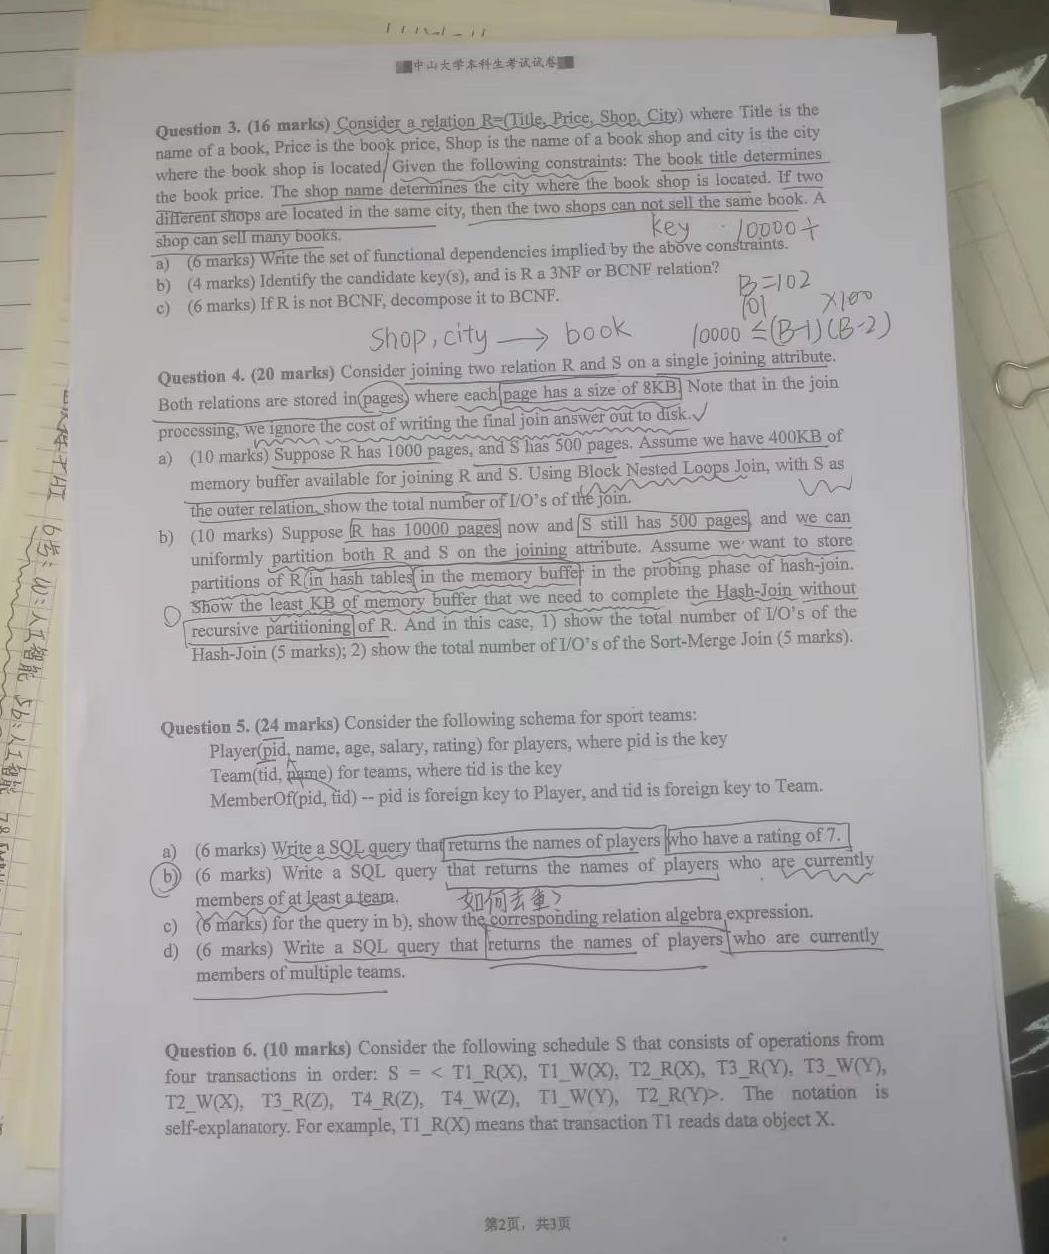 中山大学本科生考试试卷
Question 3. (16 marks) Consider a relation R=(Title, Price, Shop, City) where Title is the
name of a book, Price is the book price, Shop is the name of a book shop and city is the city
where the book shop is located. Given the following constraints: The book title determines
the book price. The shop name determines the city where the book shop is located. If two
different shops are located in the same city, then the two shops can not sell the same book. A
shop can sell many books.
key 10000个
a) (6 marks) Write the set of functional dependencies implied by the above constraints.
b) (4 marks) Identify the candidate key(s), and is R a 3NF or BCNF relation?
B=102
c) (6 marks) If R is not BCNF, decompose it to BCNF.
101 ×100
shop, city → book 10000 ≤(B-1)(B-2)
Question 4. (20 marks) Consider joining two relation R and S on a single joining attribute.
Both relations are stored in pages, where each page has a size of 8KB. Note that in the join
processing, we ignore the cost of writing the final join answer out to disk.
a) (10 marks) Suppose R has 1000 pages, and S has 500 pages. Assume we have 400KB of
memory buffer available for joining R and S. Using Block Nested Loops Join, with S as
the outer relation, show the total number of I/O's of the join.
b) (10 marks) Suppose R has 10000 pages now and S still has 500 pages, and we can
uniformly partition both R and S on the joining attribute. Assume we want to store
partitions of R in hash tables in the memory buffer in the probing phase of hash-join.
Show the least KB of memory buffer that we need to complete the Hash-Join without
recursive partitioning of R. And in this case, 1) show the total number of I/O's of the
Hash-Join (5 marks); 2) show the total number of I/O's of the Sort-Merge Join (5 marks).
Question 5. (24 marks) Consider the following schema for sport teams:
Player(pid, name, age, salary, rating) for players, where pid is the key
Team(tid, name) for teams, where tid is the key
MemberOf(pid, tid) -- pid is foreign key to Player, and tid is foreign key to Team.
a) (6 marks) Write a SQL query that returns the names of players who have a rating of 7.
b) (6 marks) Write a SQL query that returns the names of players who are currently
members of at least a team. 如何去重?
c) (6 marks) for the query in b), show the corresponding relation algebra expression.
d) (6 marks) Write a SQL query that returns the names of players who are currently
members of multiple teams.
Question 6. (10 marks) Consider the following schedule S that consists of operations from
four transactions in order: S = < T1_R(X), T1_W(X), T2_R(X), T3_R(Y), T3_W(Y),
T2_W(X), T3_R(Z), T4_R(Z), T4_W(Z), T1_W(Y), T2_R(Y)>. The notation is
self-explanatory. For example, T1_R(X) means that transaction T1 reads data object X.
第2页，共3页